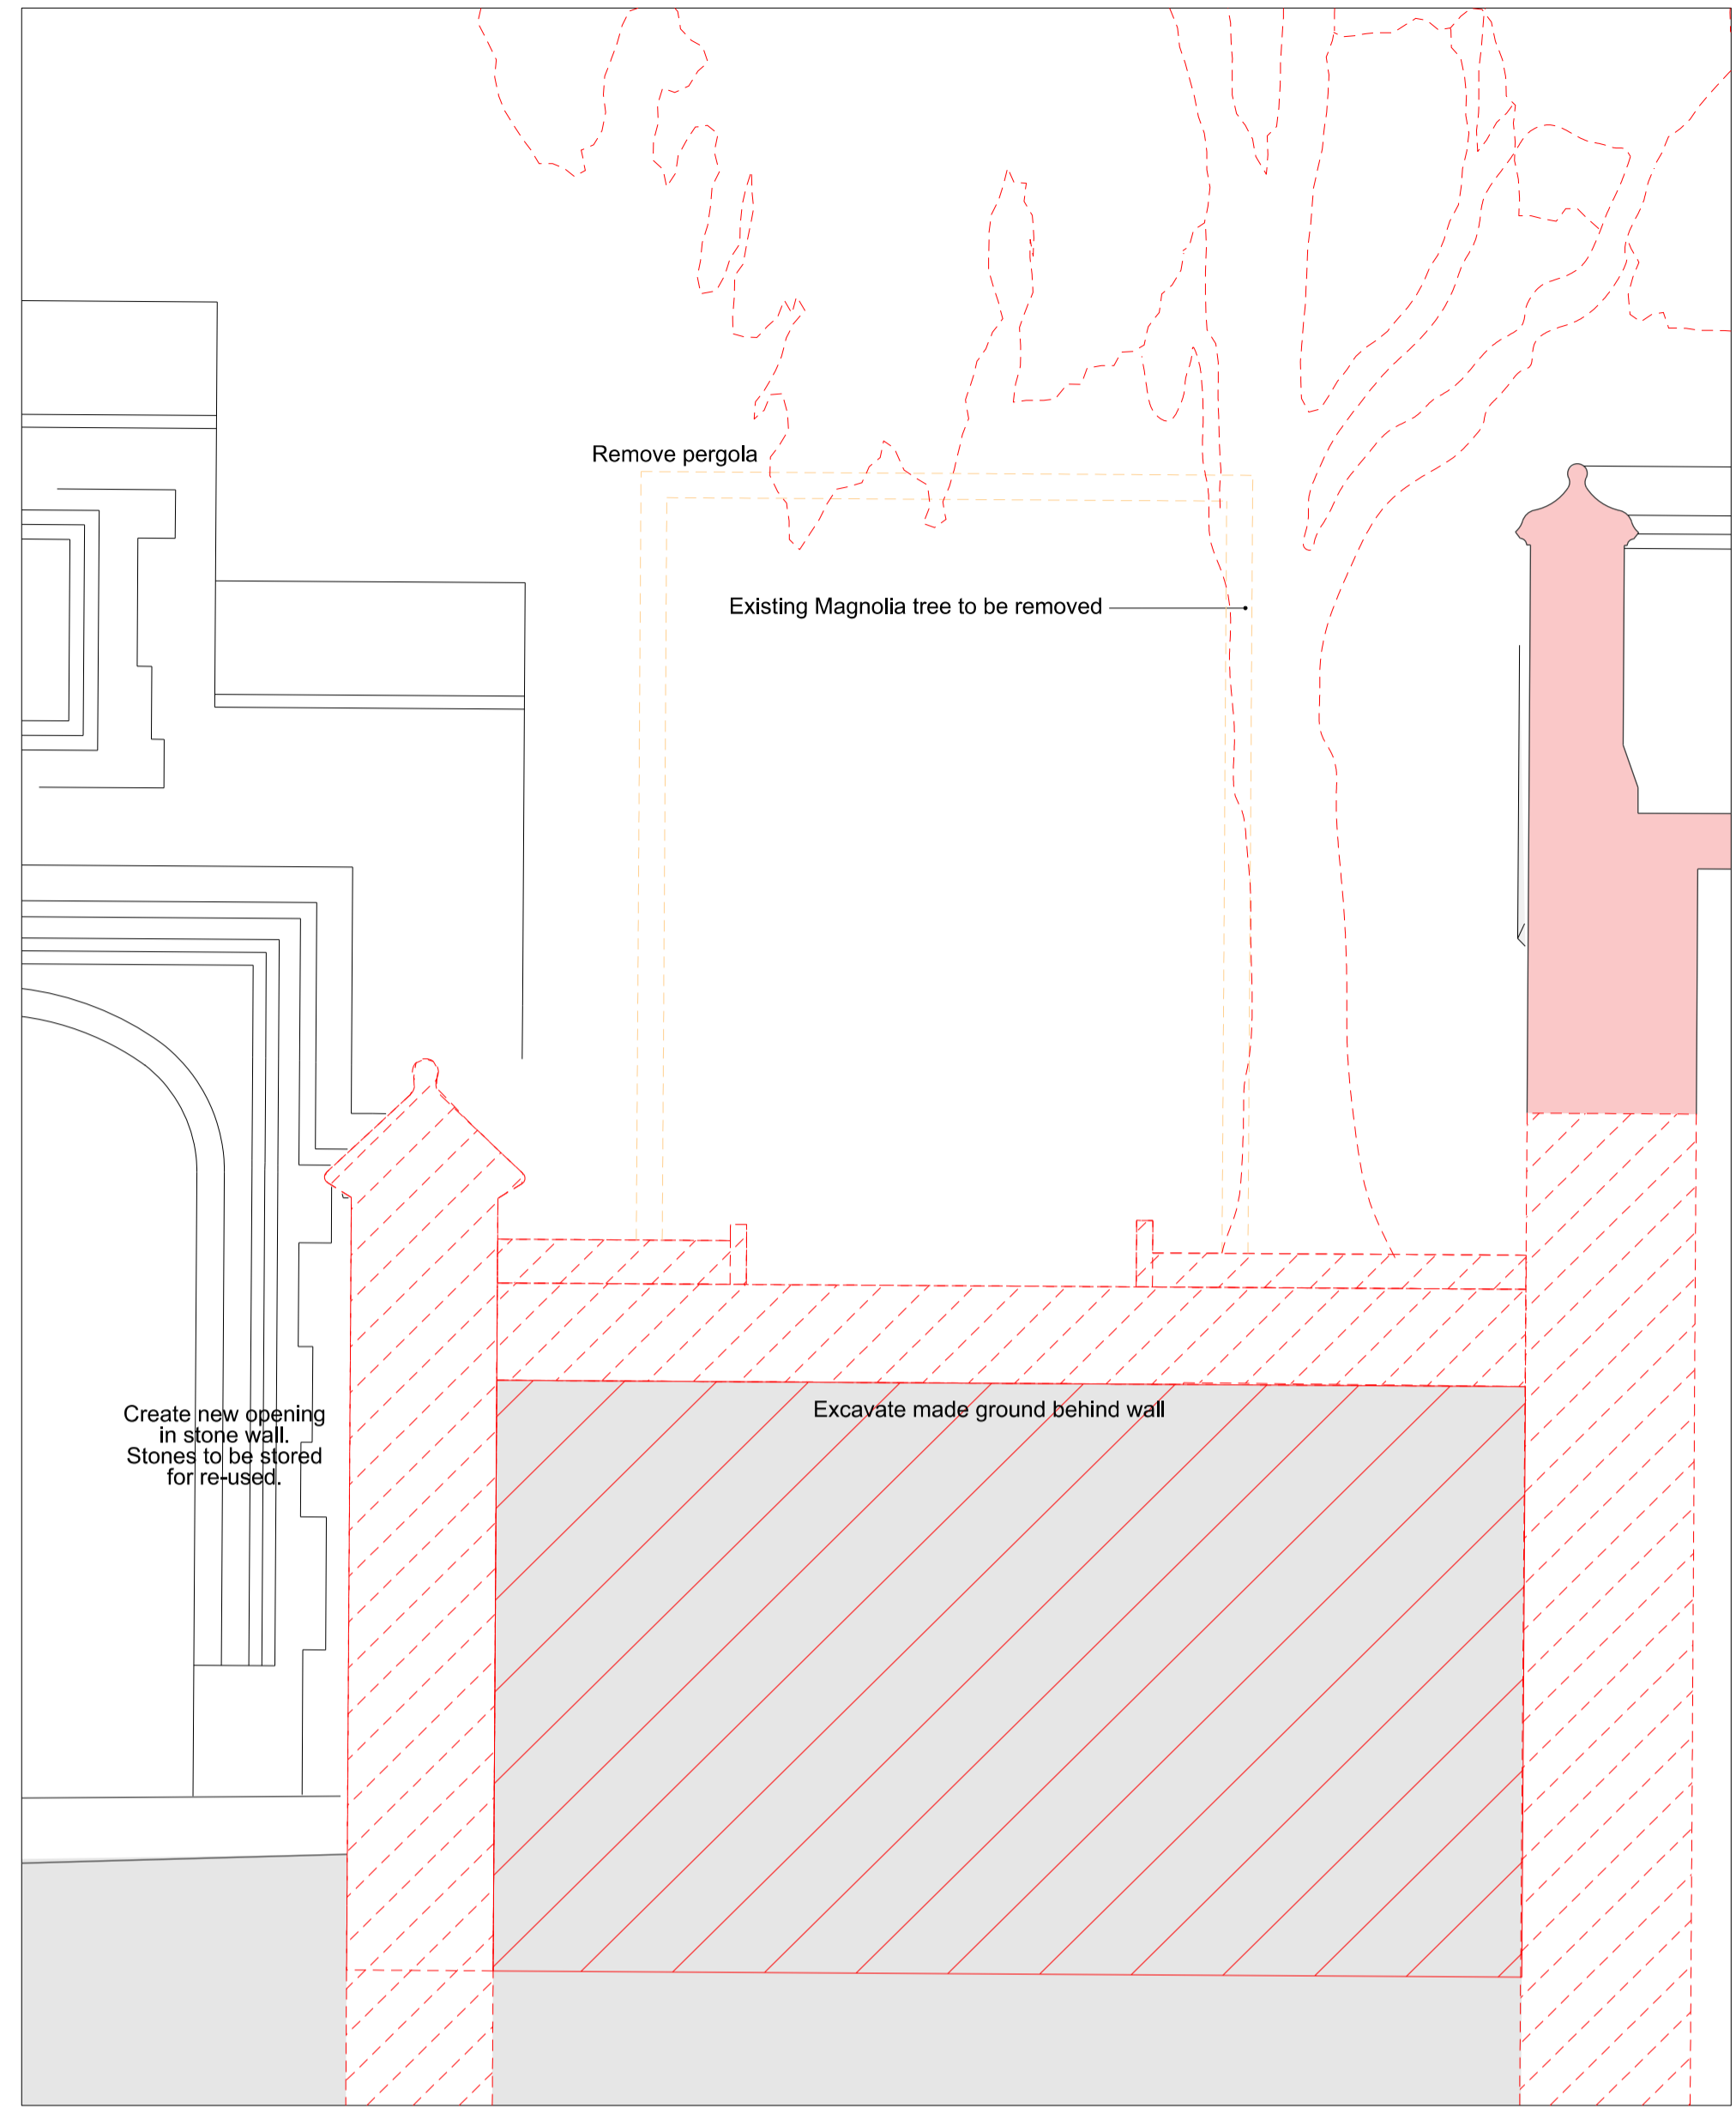 Remove pergola
Existing Magnolia tree to be removed
Excavate made ground behind wall
Create new opening
in stone wall.
Stones to be stored
for re-used.